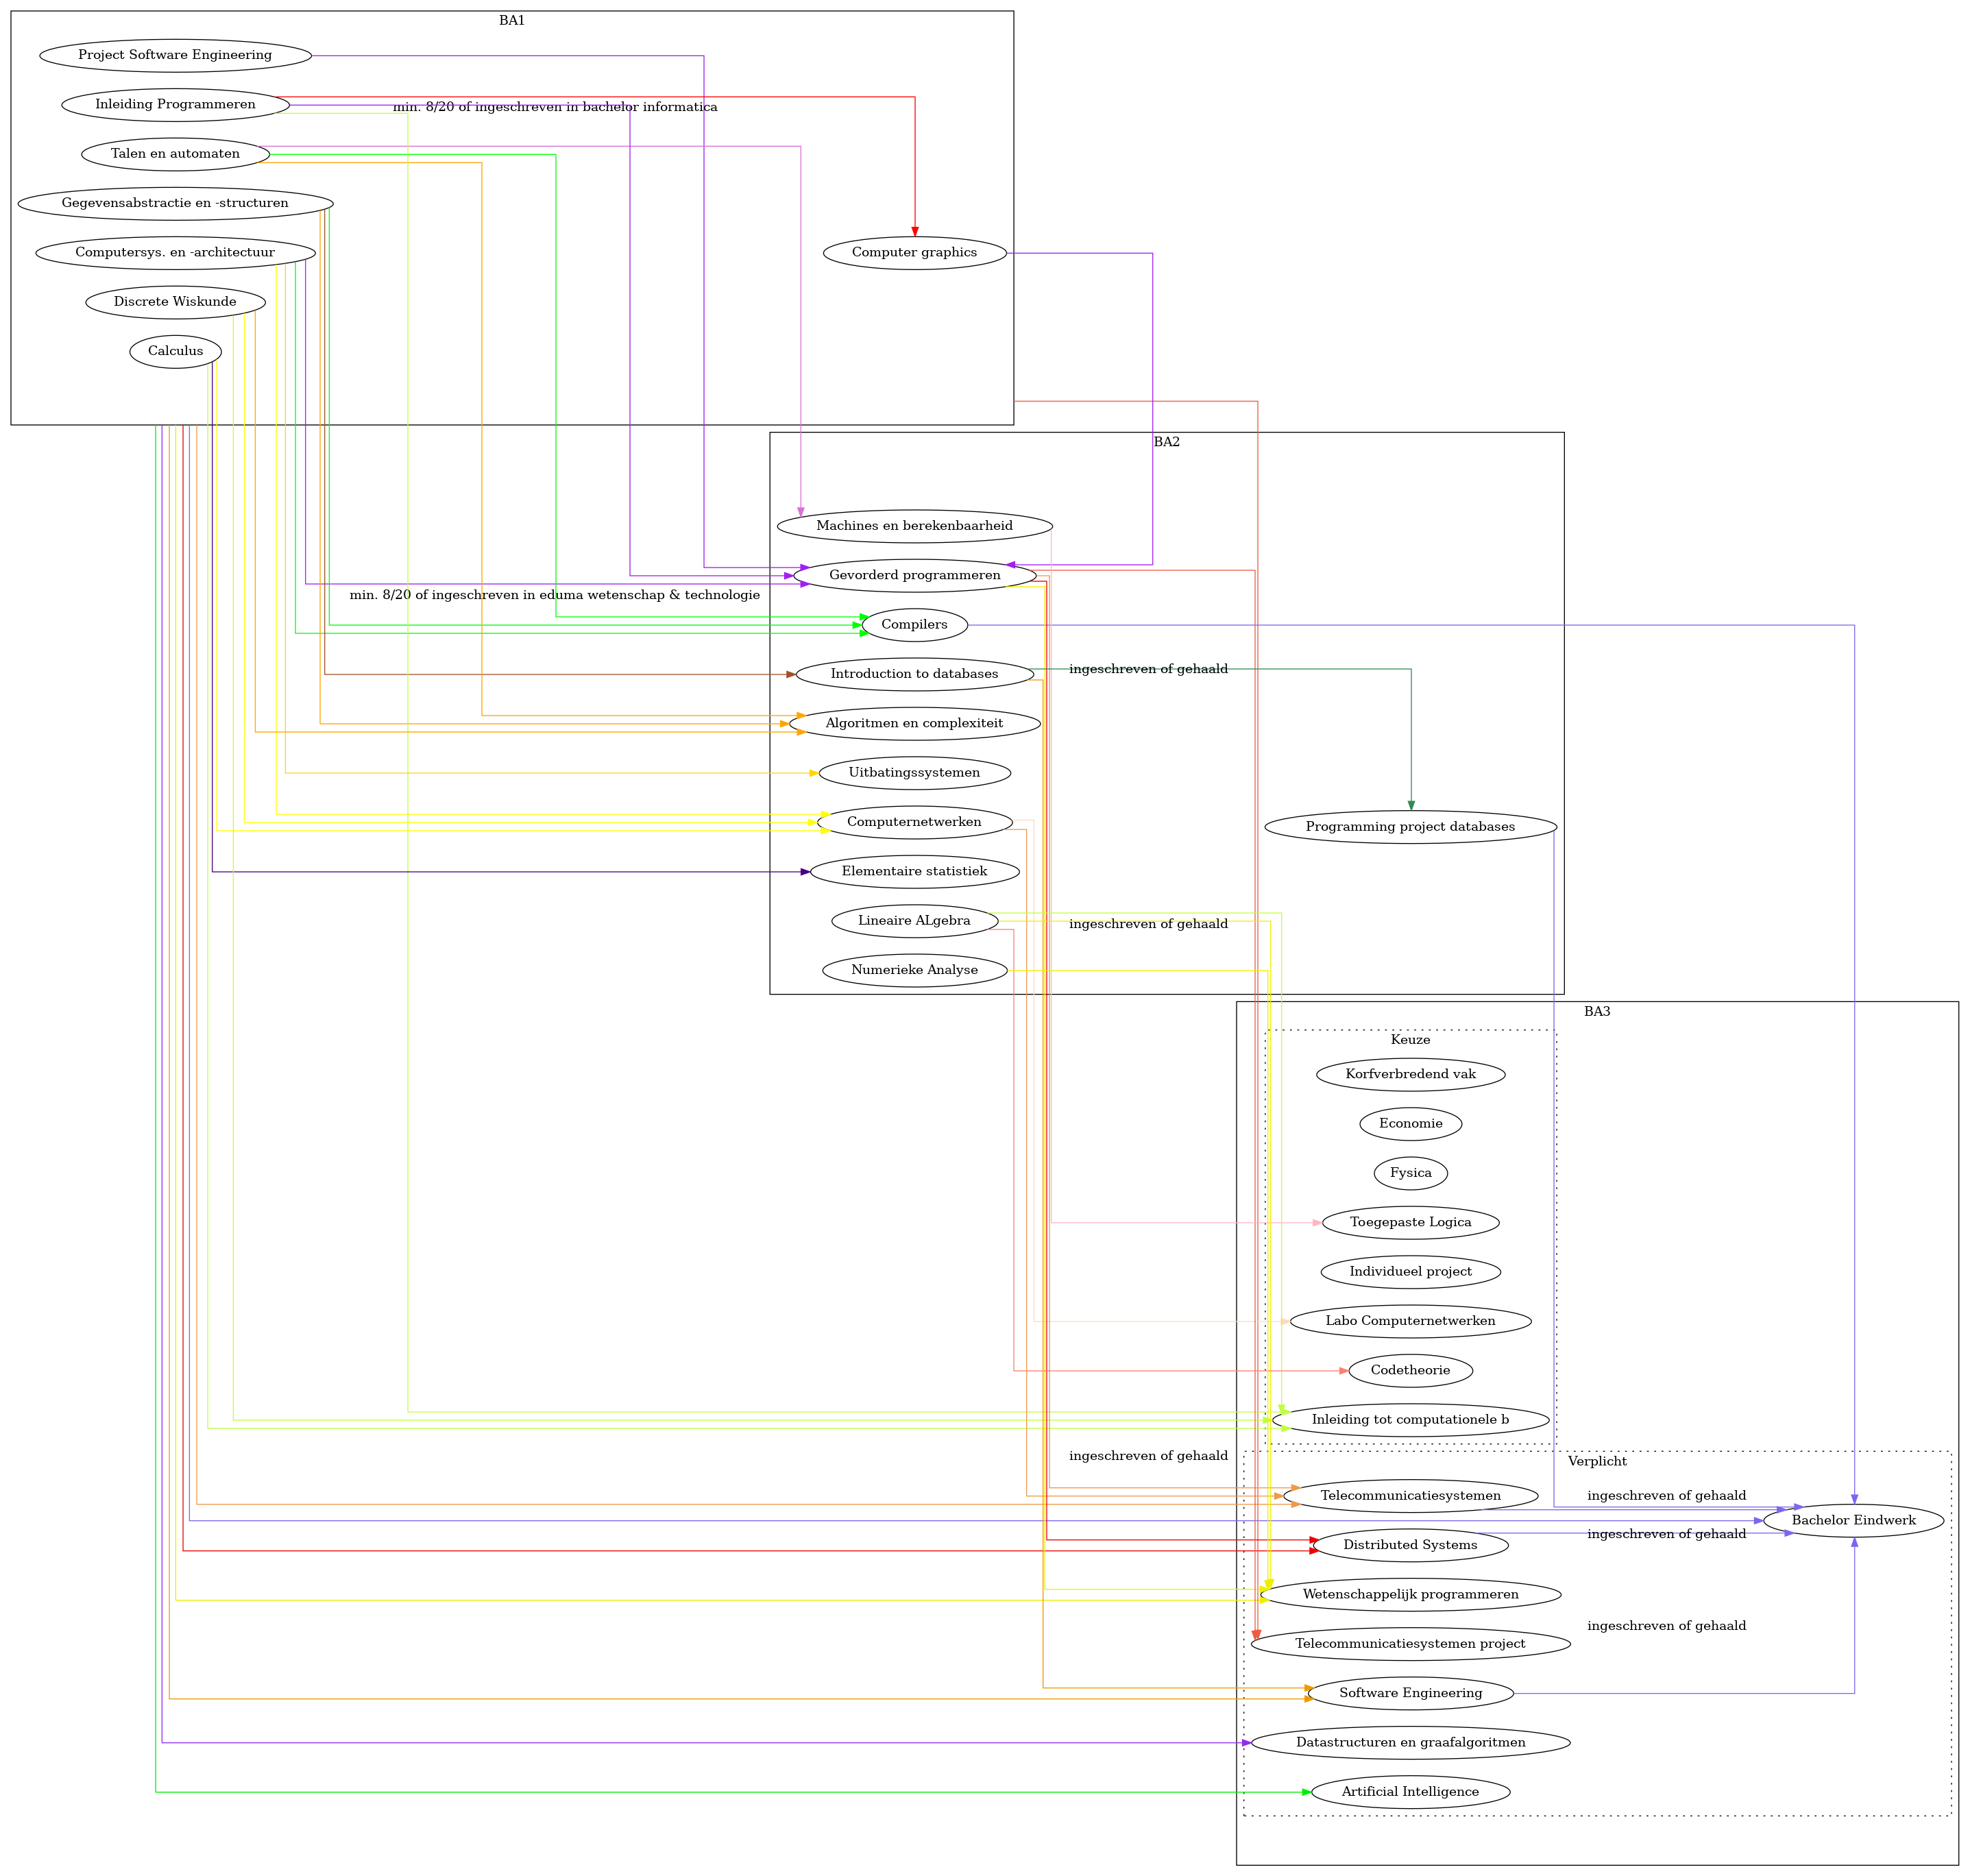 BA1
Project Software Engineering
Inleiding Programmeren
min. 8/20 of ingeschreven in bachelor informatica
Talen en automaten
Gegevensabstractie en -structuren
Computersys. en -architectuur
Computer graphics
Discrete Wiskunde
Calculus
BA2
Machines en berekenbaarheid
Gevorderd programmeren
min. 8/20 of ingeschreven in eduma wetenschap & technologie
Compilers
Introduction to databases
ingeschreven of gehaald
Algoritmen en complexiteit
Uitbatingssystemen
Computernetwerken
Programming project databases
Elementaire statistiek
Lineaire ALgebra
ingeschreven of gehaald
Numerieke Analyse
BA3
Keuze
Korfverbredend vak
Economie
Fysica
Toegepaste Logica
Individueel project
Labo Computernetwerken
Codetheorie
Inleiding tot computationele b
ingeschreven of gehaald
Verplicht
Telecommunicatiesystemen
ingeschreven of gehaald
Bachelor Eindwerk
ingeschreven of gehaald
Distributed Systems
Wetenschappelijk programmeren
ingeschreven of gehaald
Telecommunicatiesystemen project
Software Engineering
Datastructuren en graafalgoritmen
Artificial Intelligence